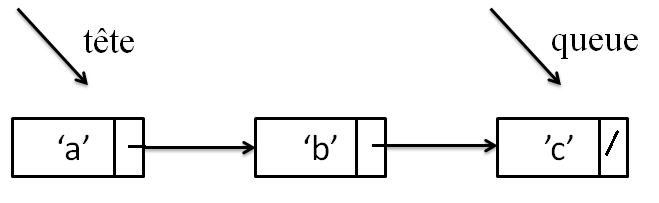 tête
queue
‘a’ ‘b’ ’c’ /